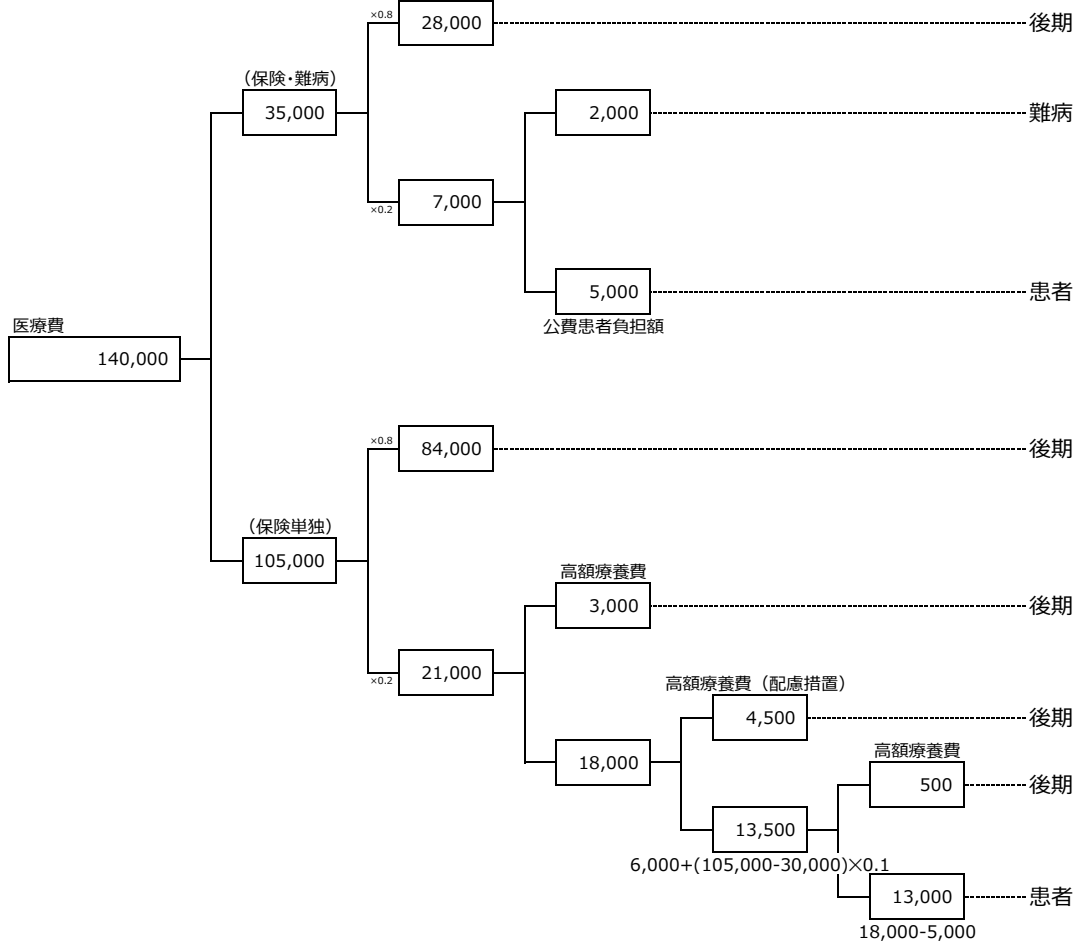 ×0.8
28,000
後期
(保険・難病)
35,000
2,000
難病
×0.2
7,000
5,000
患者
公費患者負担額
医療費
140,000
×0.8
84,000
後期
(保険単独)
105,000
高額療養費
3,000
後期
×0.2
21,000
高額療養費(配慮措置)
4,500
後期
18,000
高額療養費
500
後期
13,500
6,000+(105,000-30,000)×0.1
13,000
患者
18,000-5,000